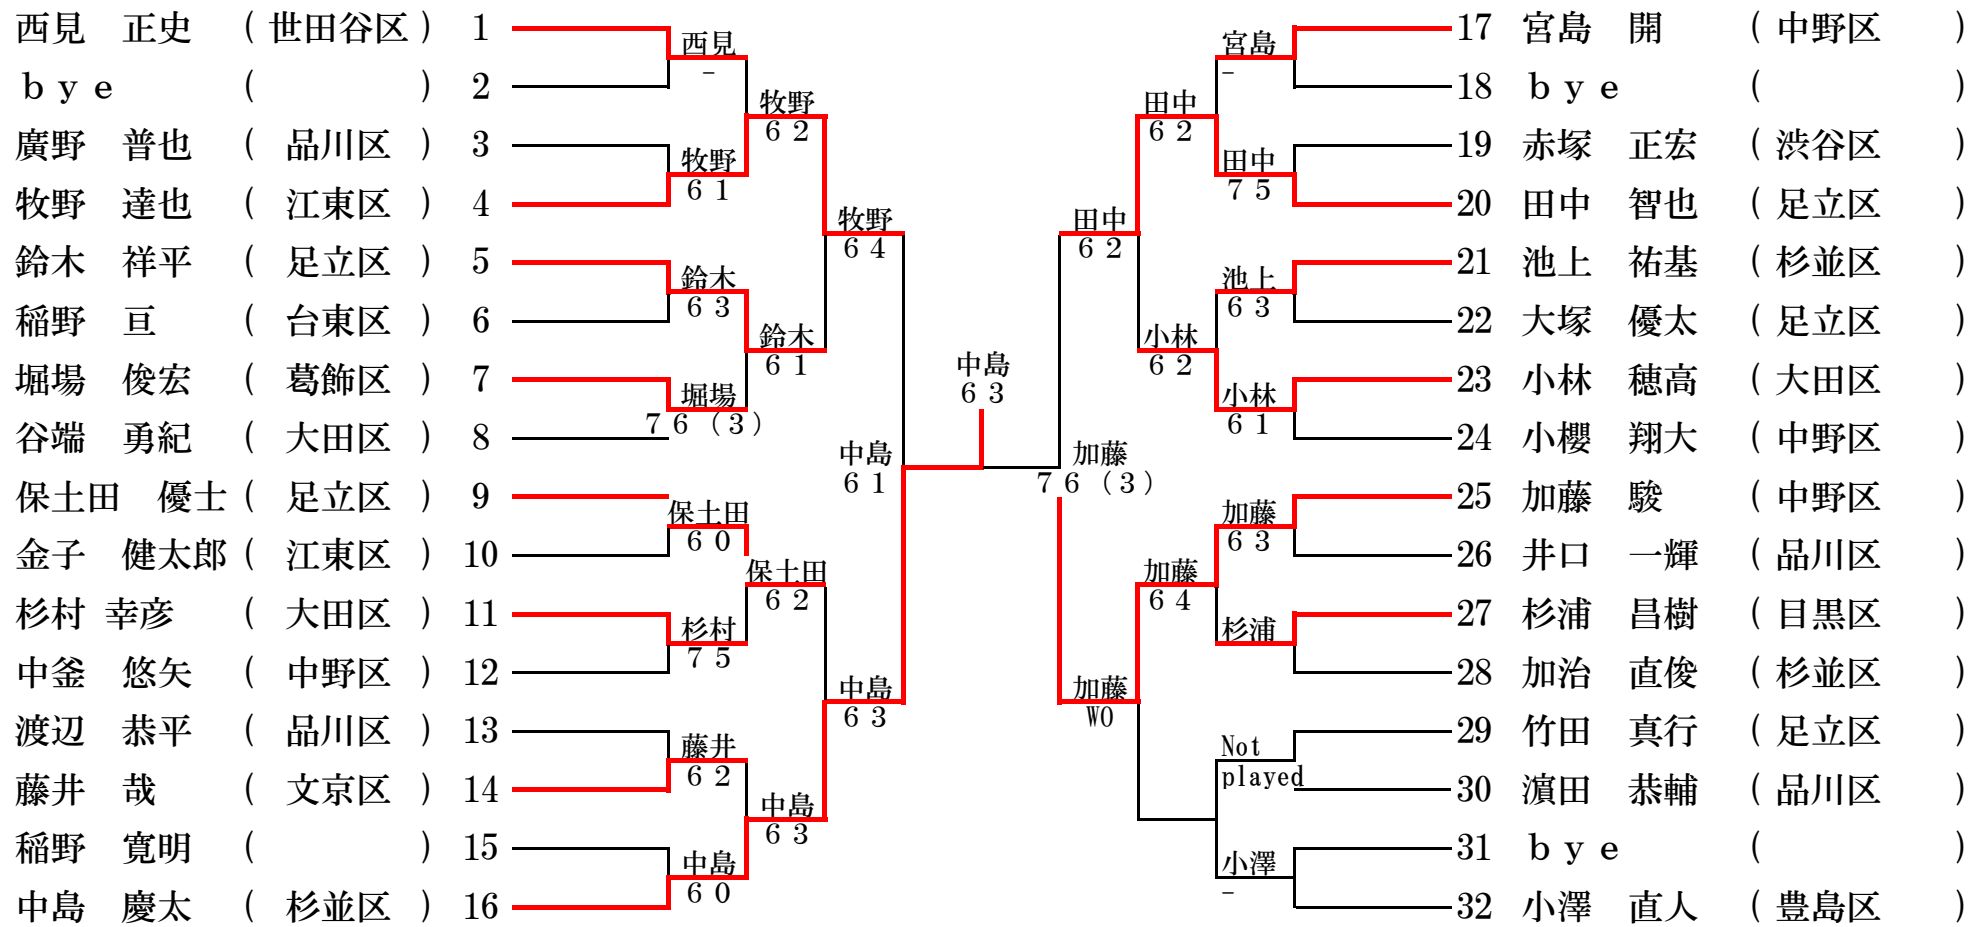 西見 正史 ( 世田谷区 ) 1
ｂｙｅ ( ) 2
廣野 普也 ( 品川区 ) 3
牧野 達也 ( 江東区 ) 4
鈴木 祥平 ( 足立区 ) 5
稲野 亘 ( 台東区 ) 6
堀場 俊宏 ( 葛飾区 ) 7
谷端 勇紀 ( 大田区 ) 8
保土田 優士 ( 足立区 ) 9
金子 健太郎 ( 江東区 ) 10
杉村 幸彦 ( 大田区 ) 11
中釜 悠矢 ( 中野区 ) 12
渡辺 恭平 ( 品川区 ) 13
藤井 哉 ( 文京区 ) 14
稲野 寛明 ( ) 15
中島 慶太 ( 杉並区 ) 16
西見
-
牧野
６１
鈴木
６３
堀場
７６（３）
保土田
６０
杉村
７５
藤井
６２
中島
６０
牧野
６２
鈴木
６１
保土田
６２
中島
６３
牧野
６４
中島
６３
中島
６１
中島
６３
加藤
７６（３）
田中
６２
加藤
WO
田中
６２
小林
６２
加藤
６４
宮島
-
田中
７５
池上
６３
小林
６１
加藤
６３
杉浦
Not
played
小澤
-
17 宮島 開 ( 中野区 )
18 ｂｙｅ ( )
19 赤塚 正宏 ( 渋谷区 )
20 田中 智也 ( 足立区 )
21 池上 祐基 ( 杉並区 )
22 大塚 優太 ( 足立区 )
23 小林 穂高 ( 大田区 )
24 小櫻 翔大 ( 中野区 )
25 加藤 駿 ( 中野区 )
26 井口 一輝 ( 品川区 )
27 杉浦 昌樹 ( 目黒区 )
28 加治 直俊 ( 杉並区 )
29 竹田 真行 ( 足立区 )
30 濵田 恭輔 ( 品川区 )
31 ｂｙｅ ( )
32 小澤 直人 ( 豊島区 )